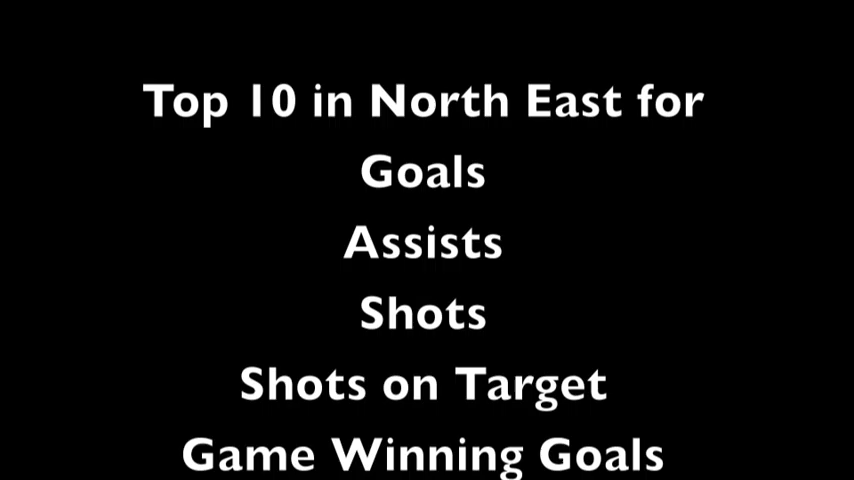 Top 10 in North East for
Goals
Assists
Shots
Shots on Target
Game Winning Goals